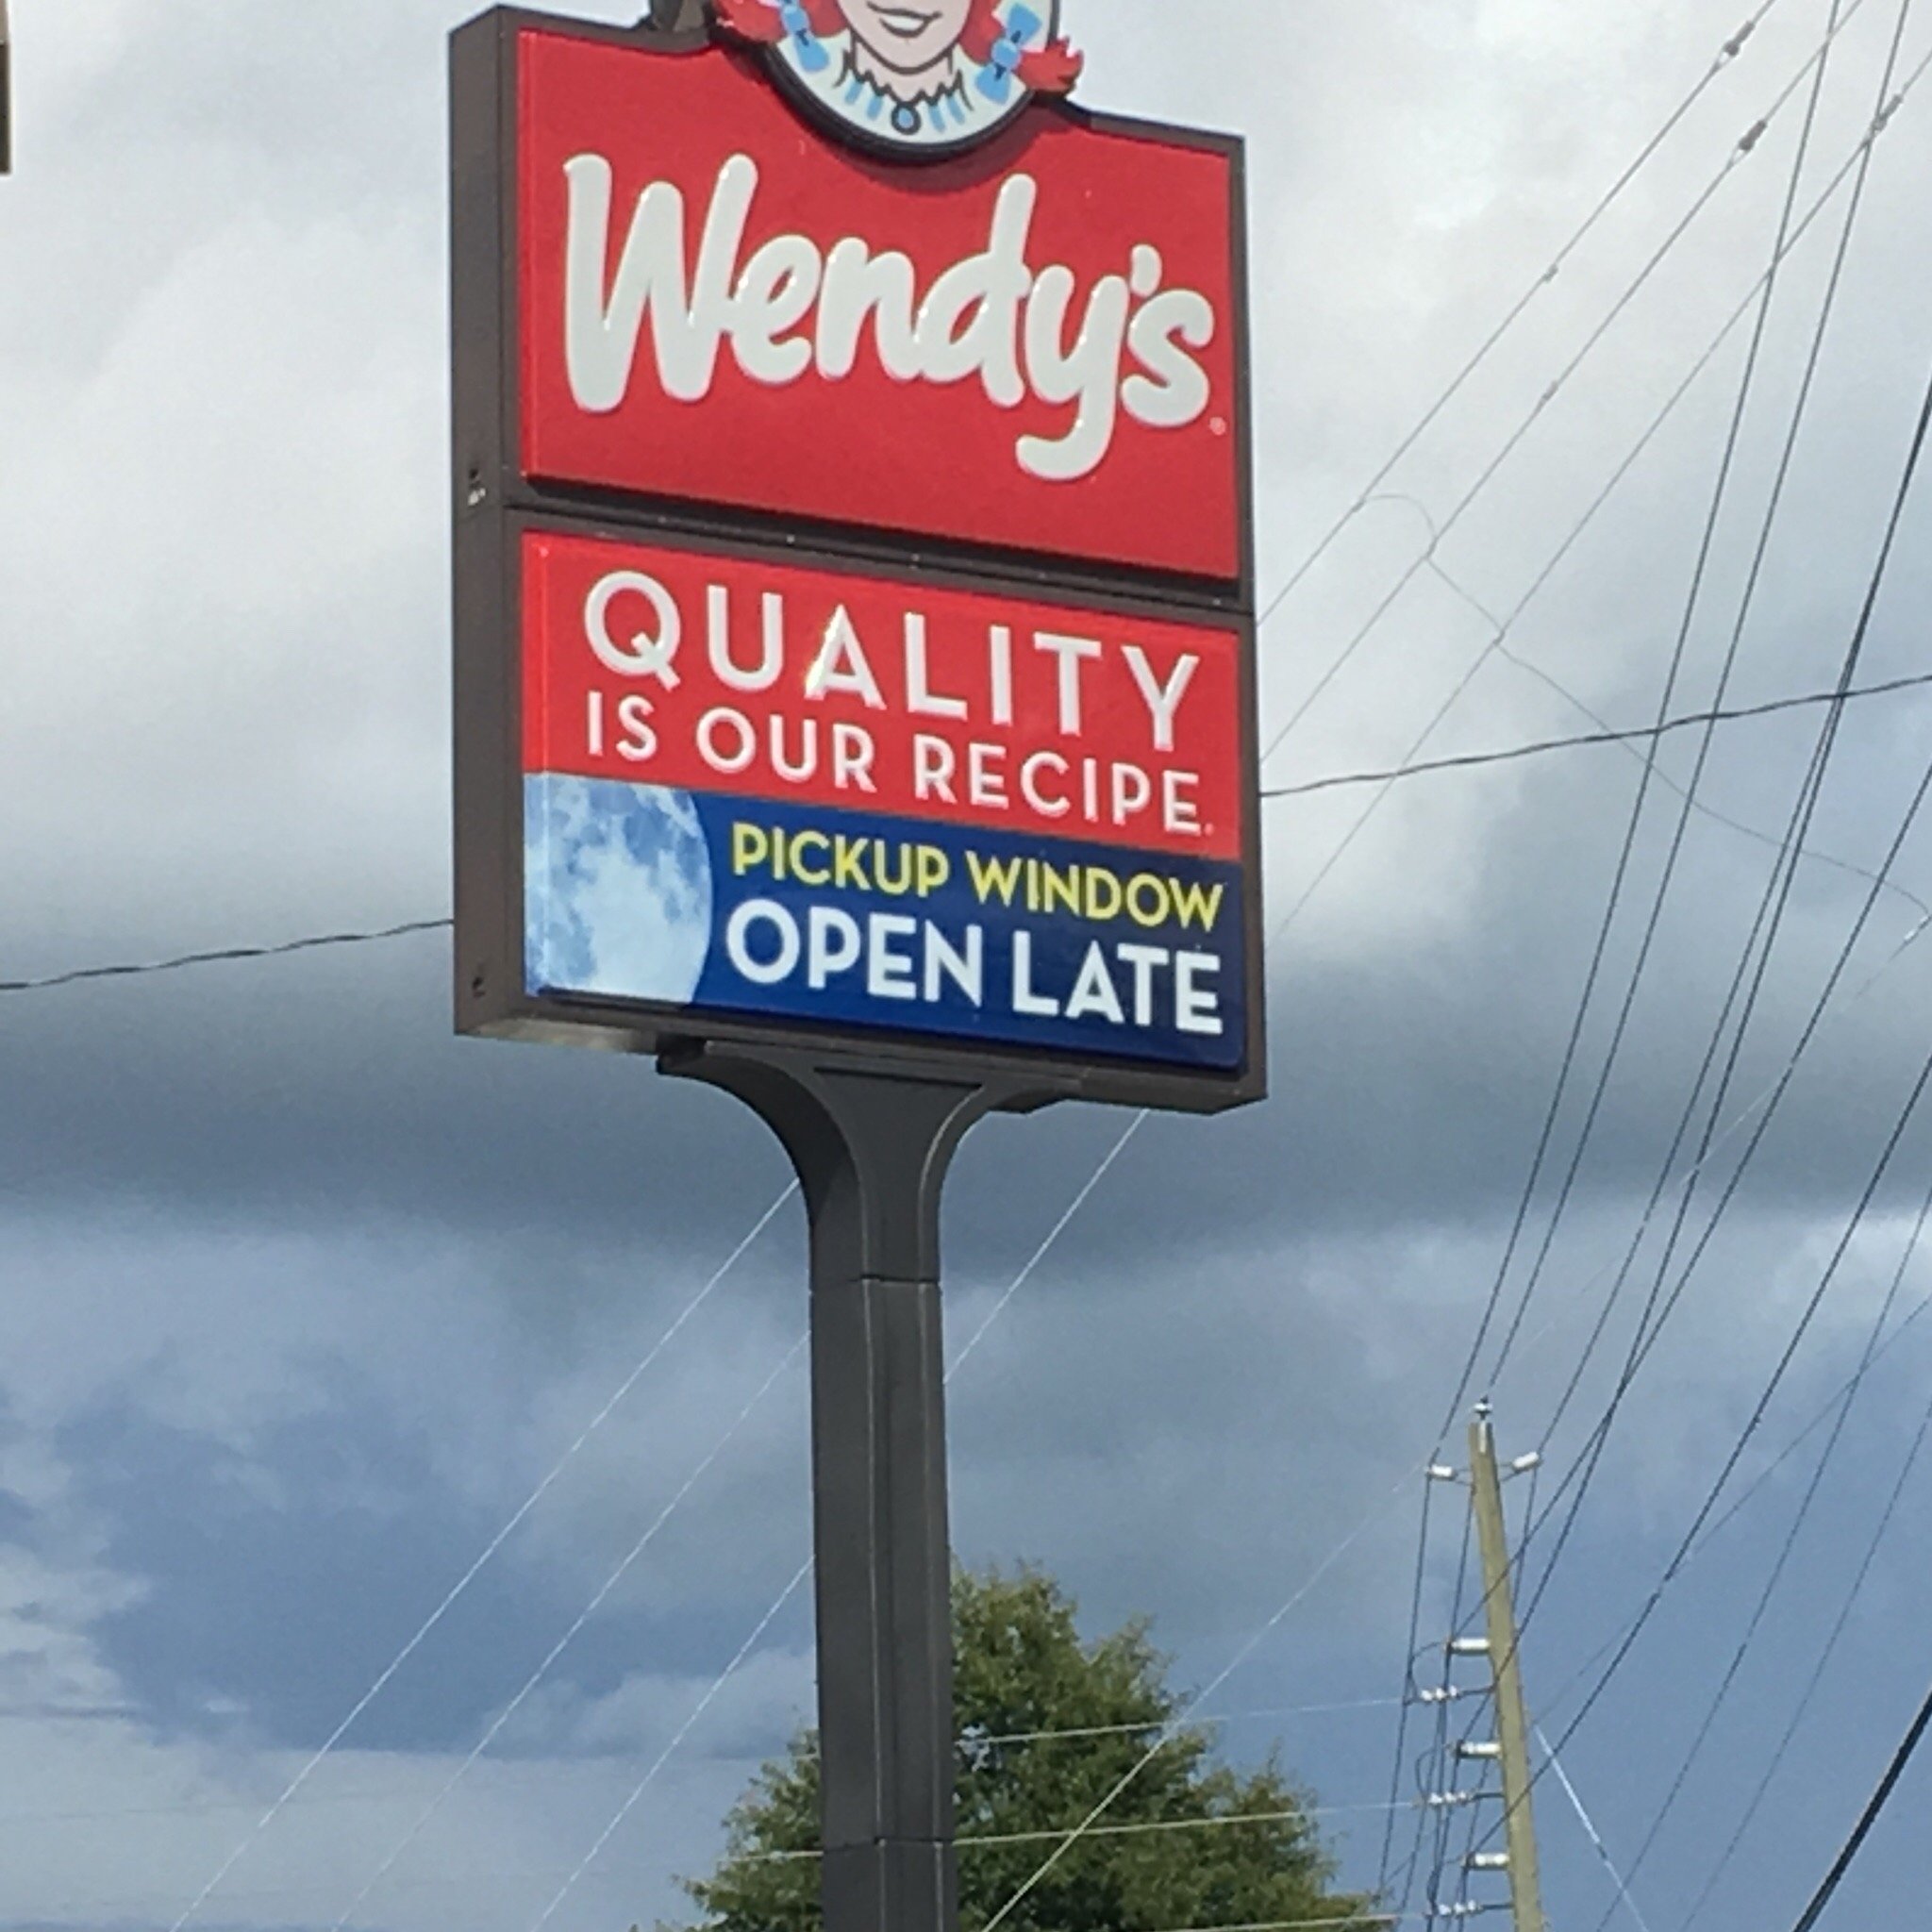 Wendy's
QUALITY
IS OUR RECIPE.
PICKUP WINDOW
OPEN LATE